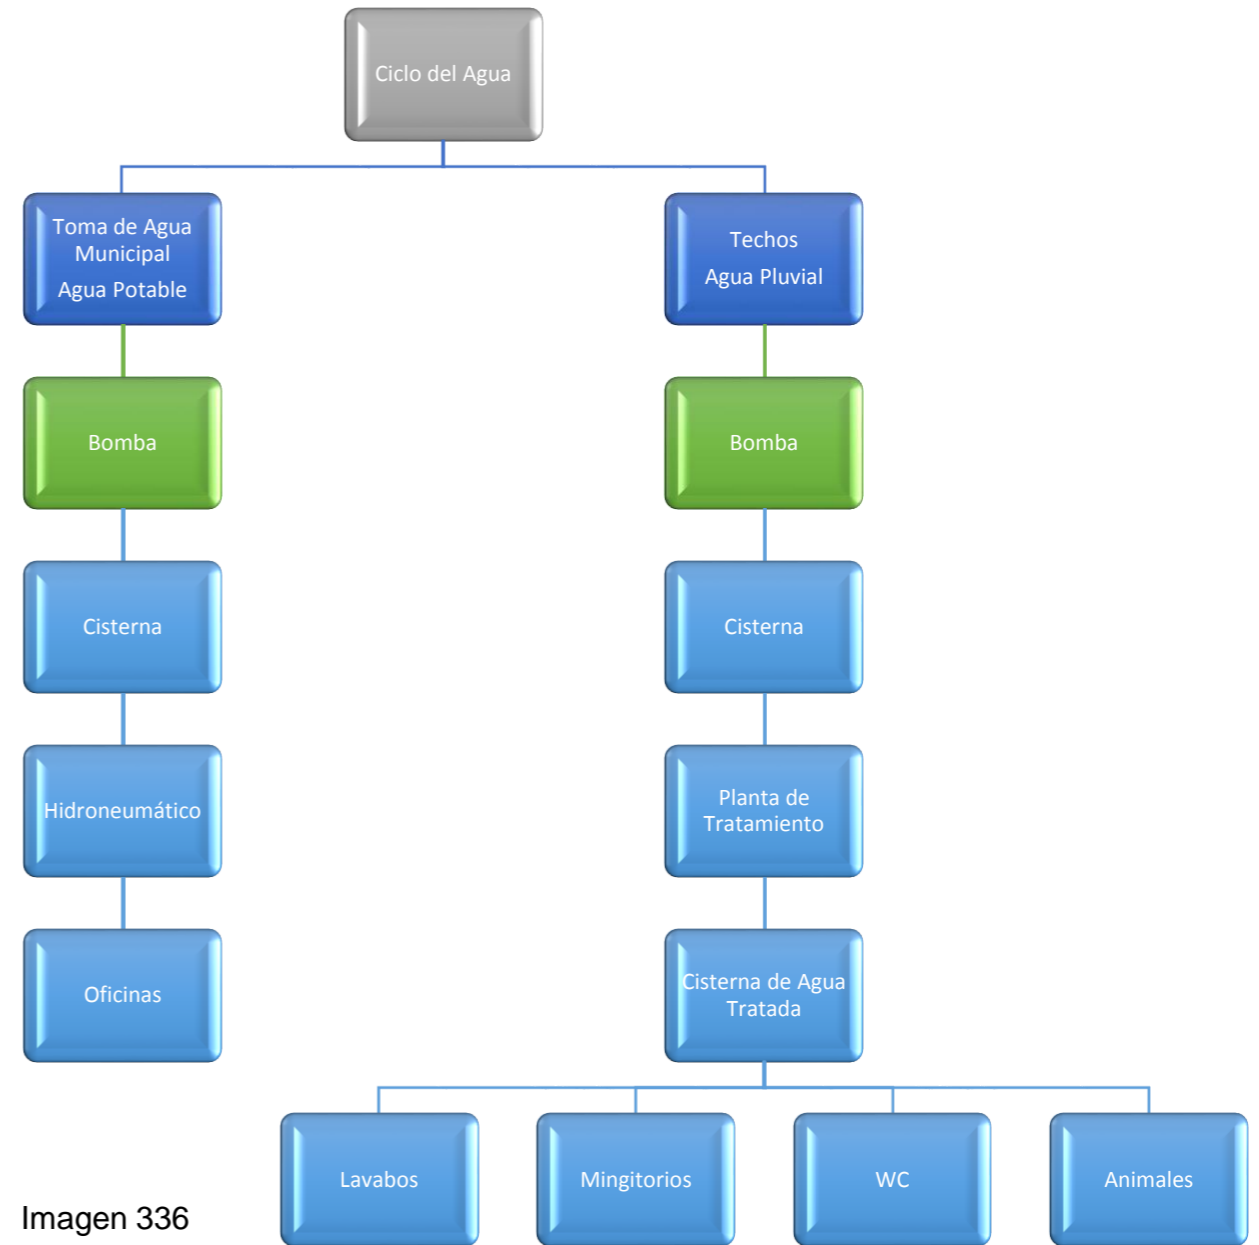 Ciclo del Agua
Toma de Agua
Municipal
Agua Potable
Techos
Agua Pluvial
Bomba
Bomba
Cisterna
Cisterna
Hidroneumático
Planta de
Tratamiento
Oficinas
Cisterna de Agua
Tratada
Lavabos
Mingitorios
WC
Animales
Imagen 336